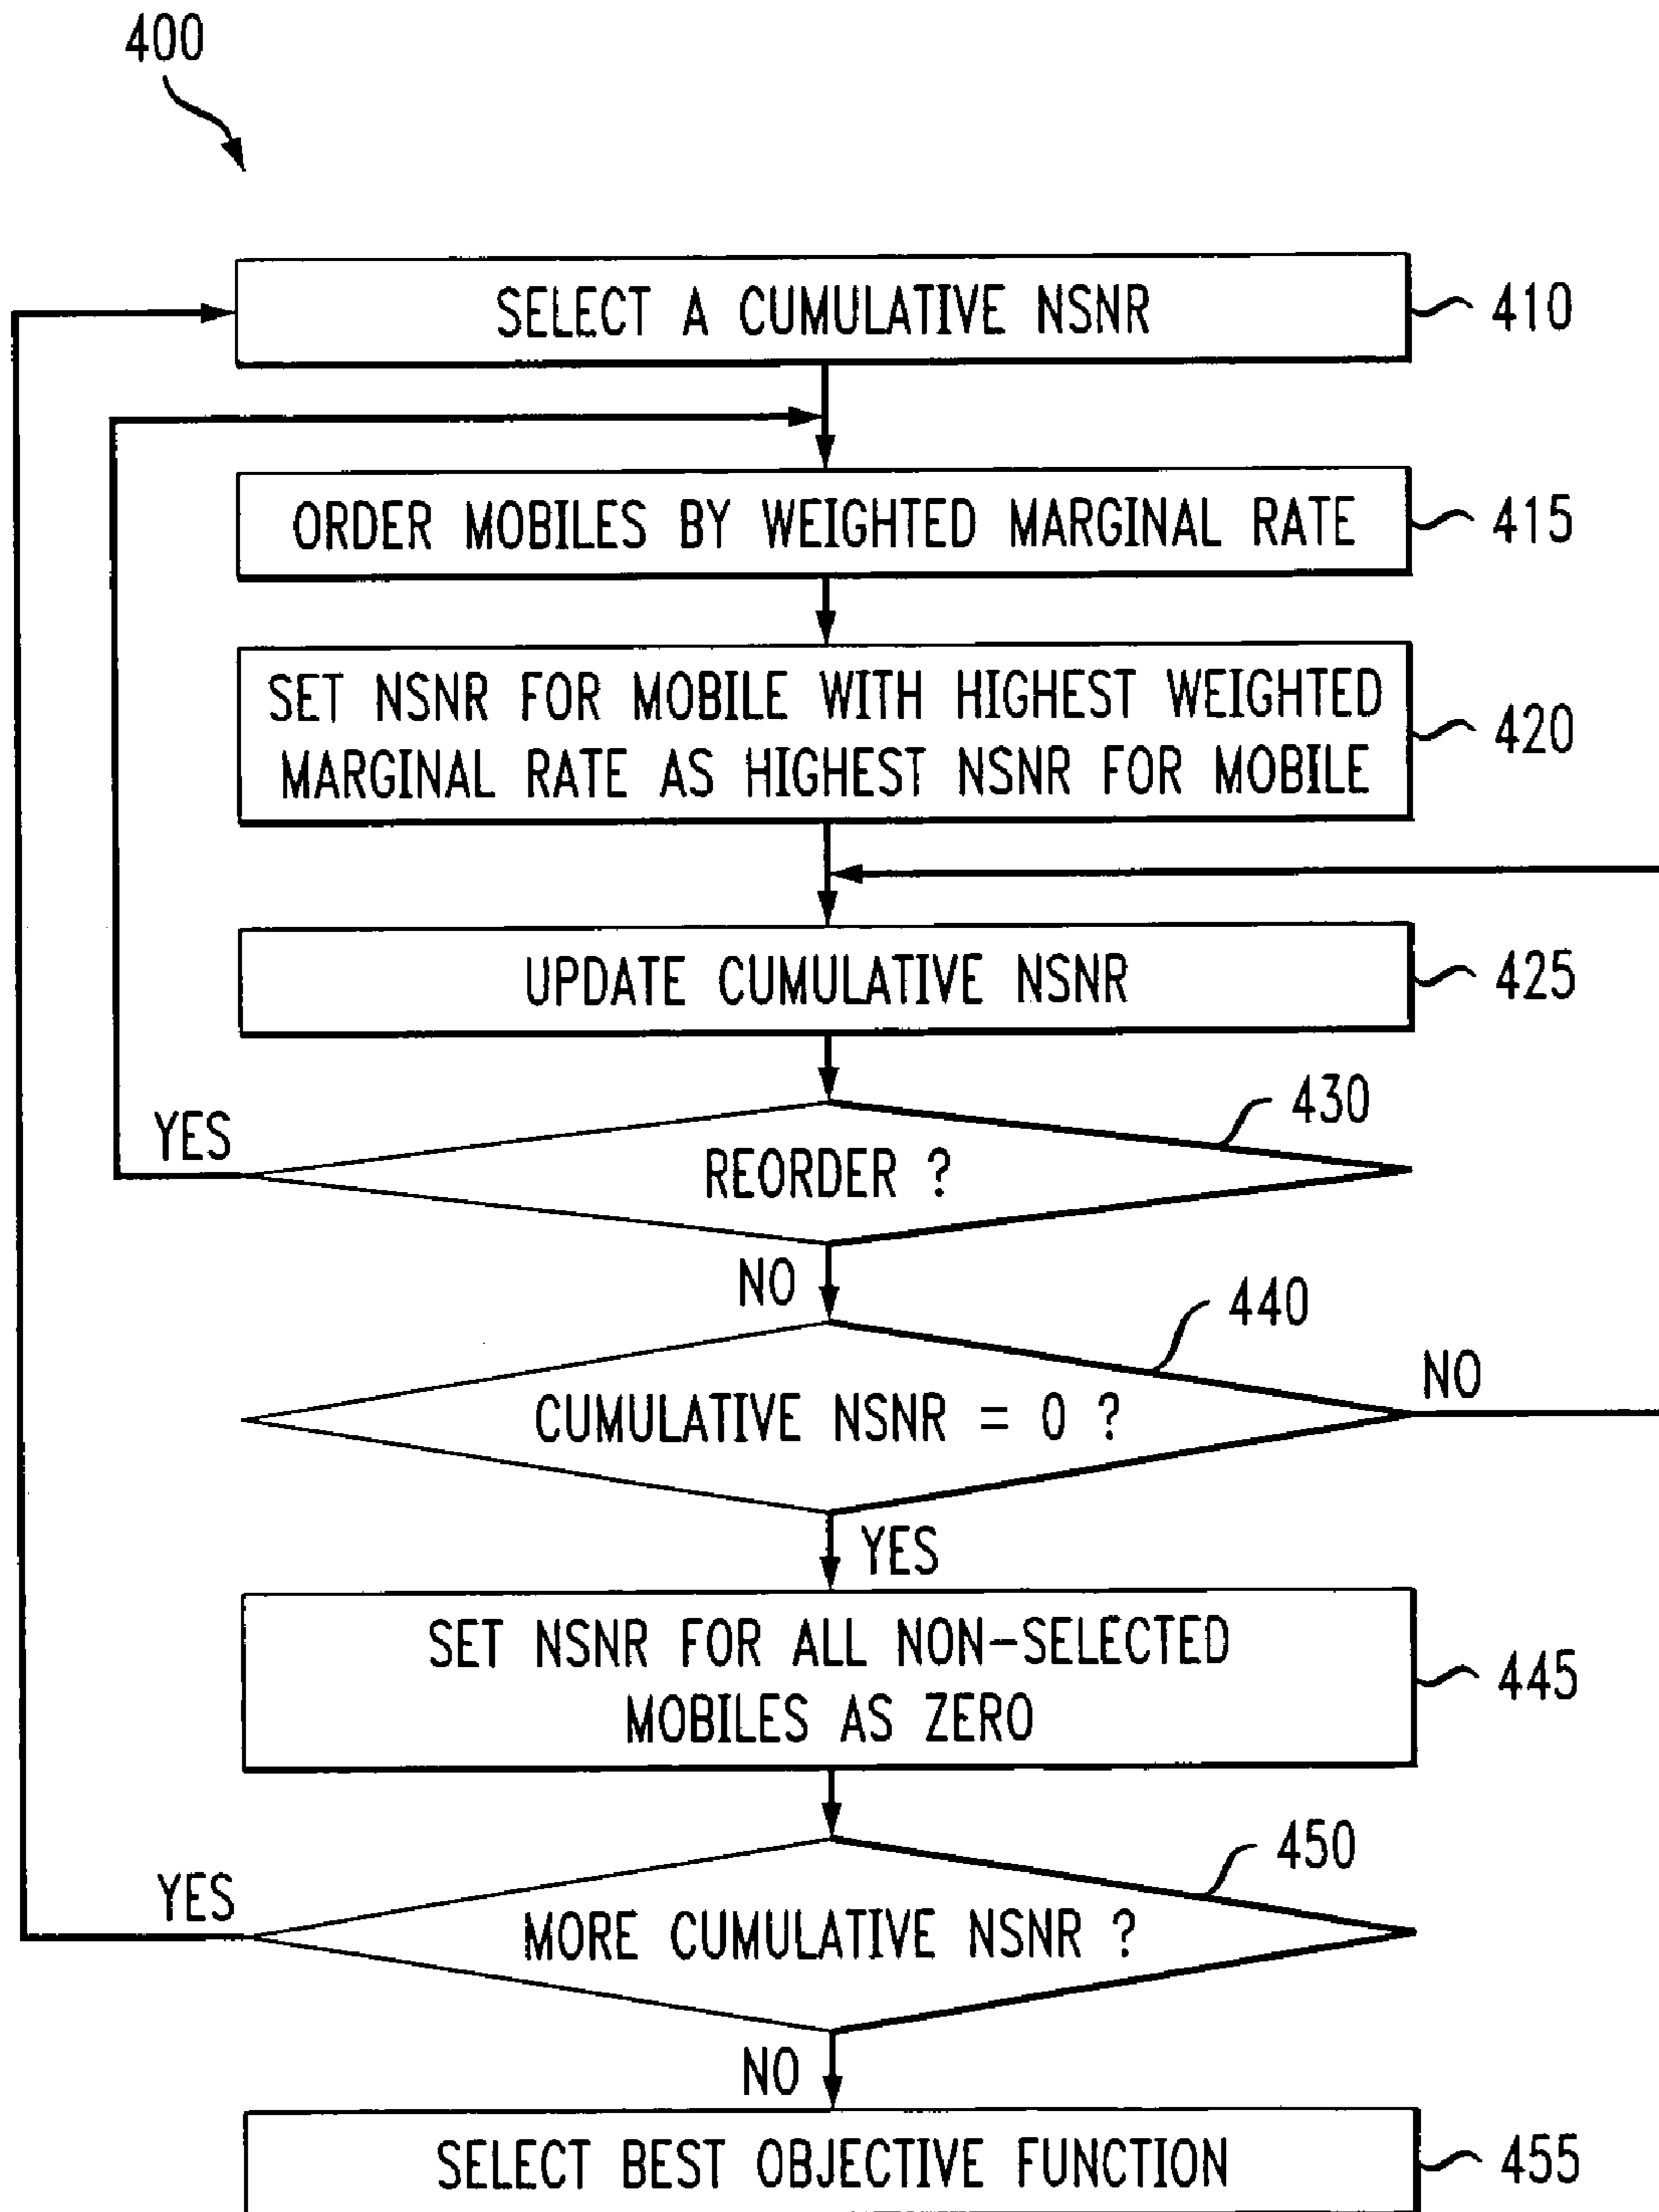 400
SELECT A CUMULATIVE NSNR
410
ORDER MOBILES BY WEIGHTED MARGINAL RATE
415
SET NSNR FOR MOBILE WITH HIGHEST WEIGHTED
MARGINAL RATE AS HIGHEST NSNR FOR MOBILE
420
UPDATE CUMULATIVE NSNR
425
430
YES
REORDER ?
NO
440
CUMULATIVE NSNR = 0 ?
NO
YES
SET NSNR FOR ALL NON-SELECTED
MOBILES AS ZERO
445
450
YES
MORE CUMULATIVE NSNR ?
NO
SELECT BEST OBJECTIVE FUNCTION
455